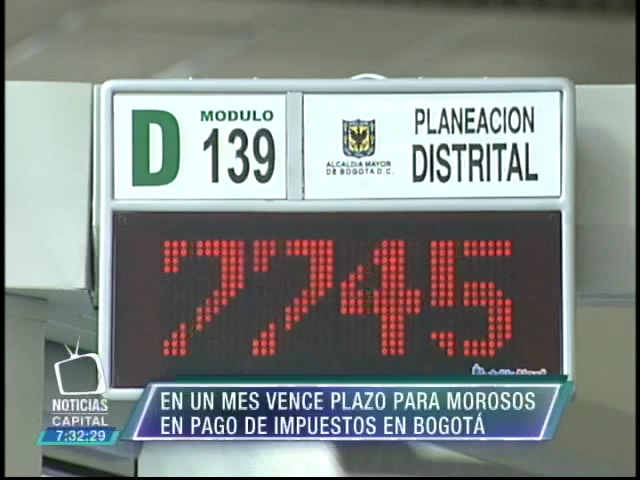 D
MODULO
139
ALCALDIA MAYOR
DE BOGOTA D.C.
PLANEACION
DISTRITAL
7745
NOTICIAS
CAPITAL
7:32:29
EN UN MES VENCE PLAZO PARA MOROSOS
EN PAGO DE IMPUESTOS EN BOGOTÁ